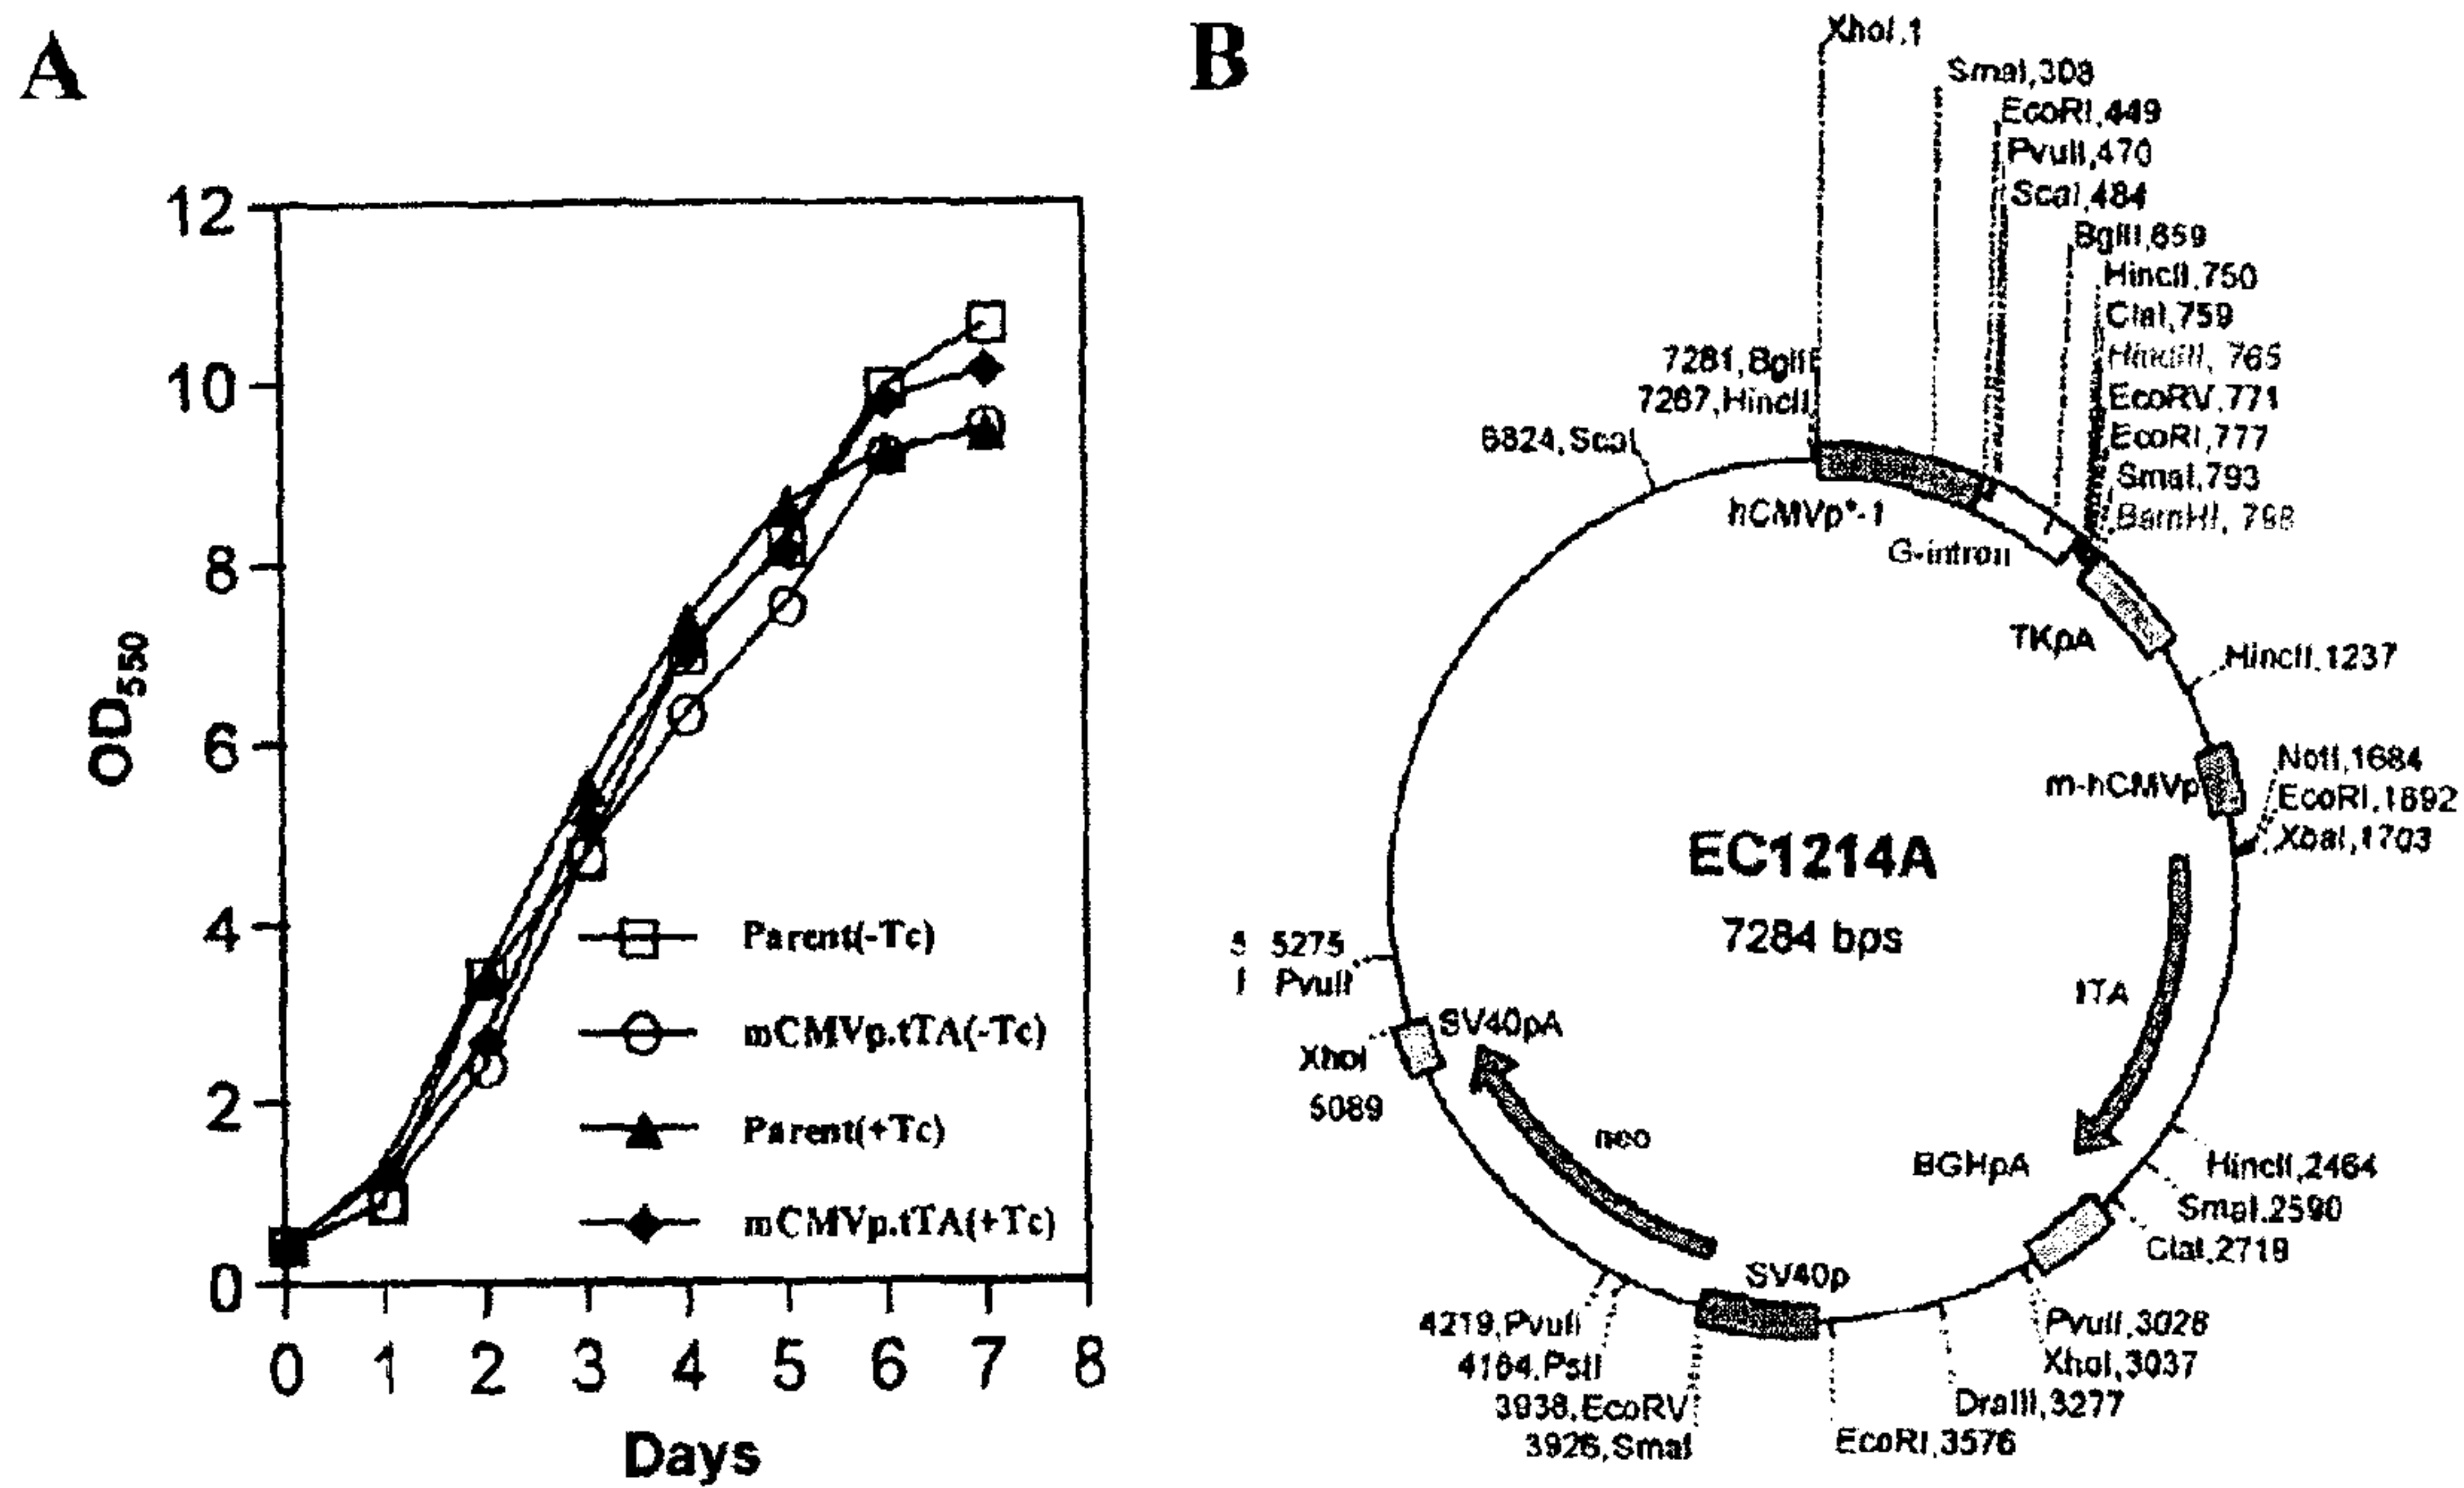 A
12
10
8
6
4
2
0
OD550
0 1 2 3 4 5 6 7 8
Days
Parent(-Tc)
mCMVp.tTA(-Tc)
Parent(+Tc)
mCMVp.tTA(+Tc)
B
XhoI,1
SmaI,308
EcoRI,449
PvuII,470
ScaI,484
BglII,659
HincII,750
ClaI,759
HindIII, 765
EcoRV,771
EcoRI,777
SmaI,793
BamHI, 798
7281,BglII
7267,HincII
6824,ScaI
hCMVp*-1
G-intron
TKpA
HincII,1237
m-hCMVp
NotI,1684
EcoRI,1692
XbaI,1703
EC1214A
7284 bps
tTA
5275
PvuII
SV40pA
XhoI
5089
neo
BGHpA
HincII,2464
SmaI,2590
ClaI,2719
SV40p
4219,PvuII
4164,PstI
3938,EcoRV
3926,SmaI
PvuII,3028
XhoI,3037
DraIII,3277
EcoRI,3576